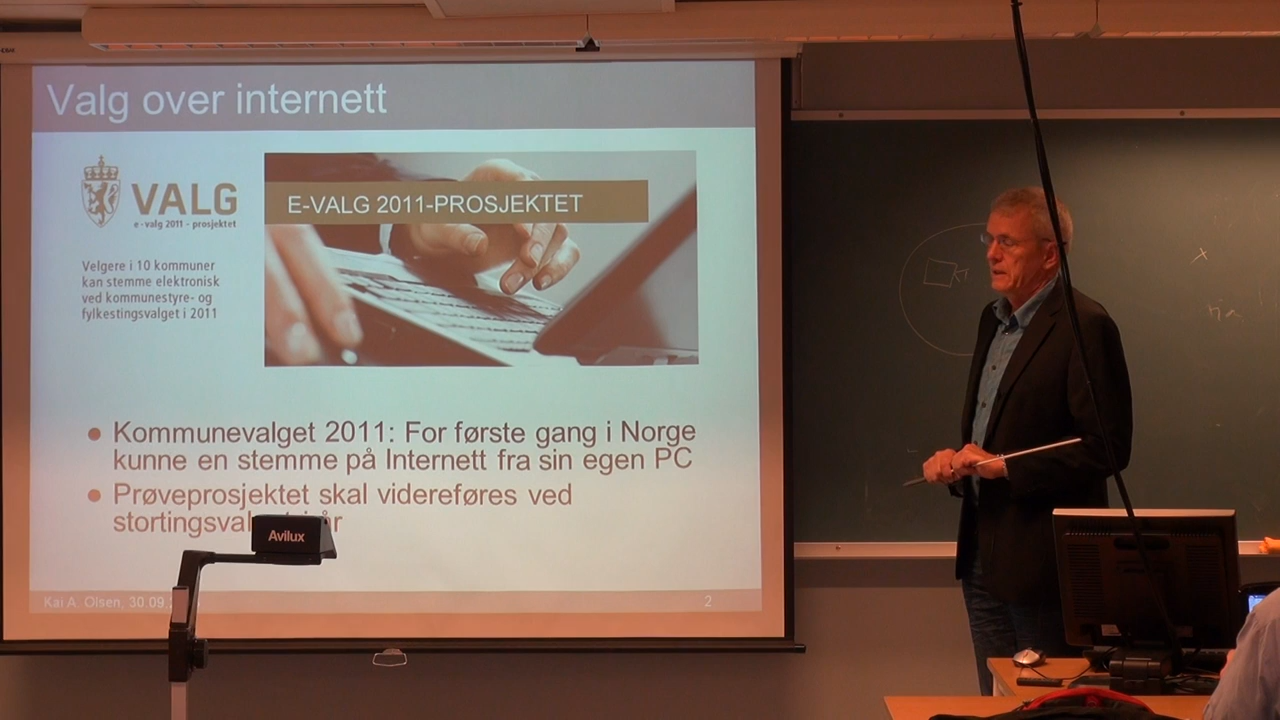 Valg over internett
VALG
e-valg 2011 - prosjektet
E-VALG 2011-PROSJEKTET
Velgere i 10 kommuner
kan stemme elektronisk
ved kommunestyre- og
fylkestingsvalget i 2011
● Kommunevalget 2011: For første gang i Norge
kunne en stemme på Internett fra sin egen PC
● Prøveprosjektet skal videreføres ved
Avilux
Kai A. Olsen, 30.09.
2
KT
x